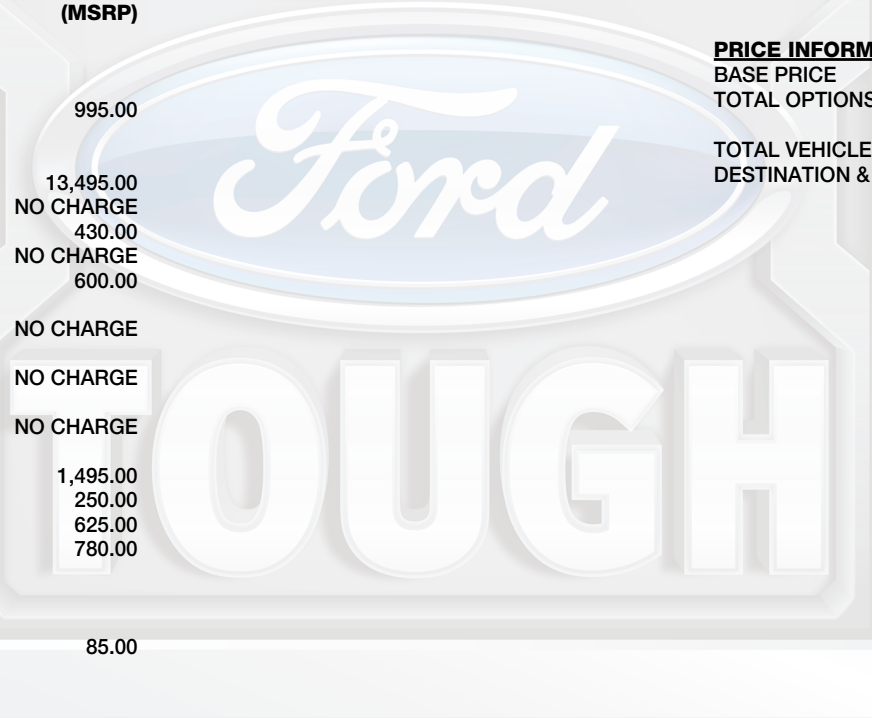 (MSRP)
995.00
13,495.00
NO CHARGE
430.00
NO CHARGE
600.00
NO CHARGE
NO CHARGE
NO CHARGE
1,495.00
250.00
625.00
780.00
85.00
PRICE INFORM
BASE PRICE
TOTAL OPTIONS
TOTAL VEHICLE
DESTINATION &
Ford
TOUGH